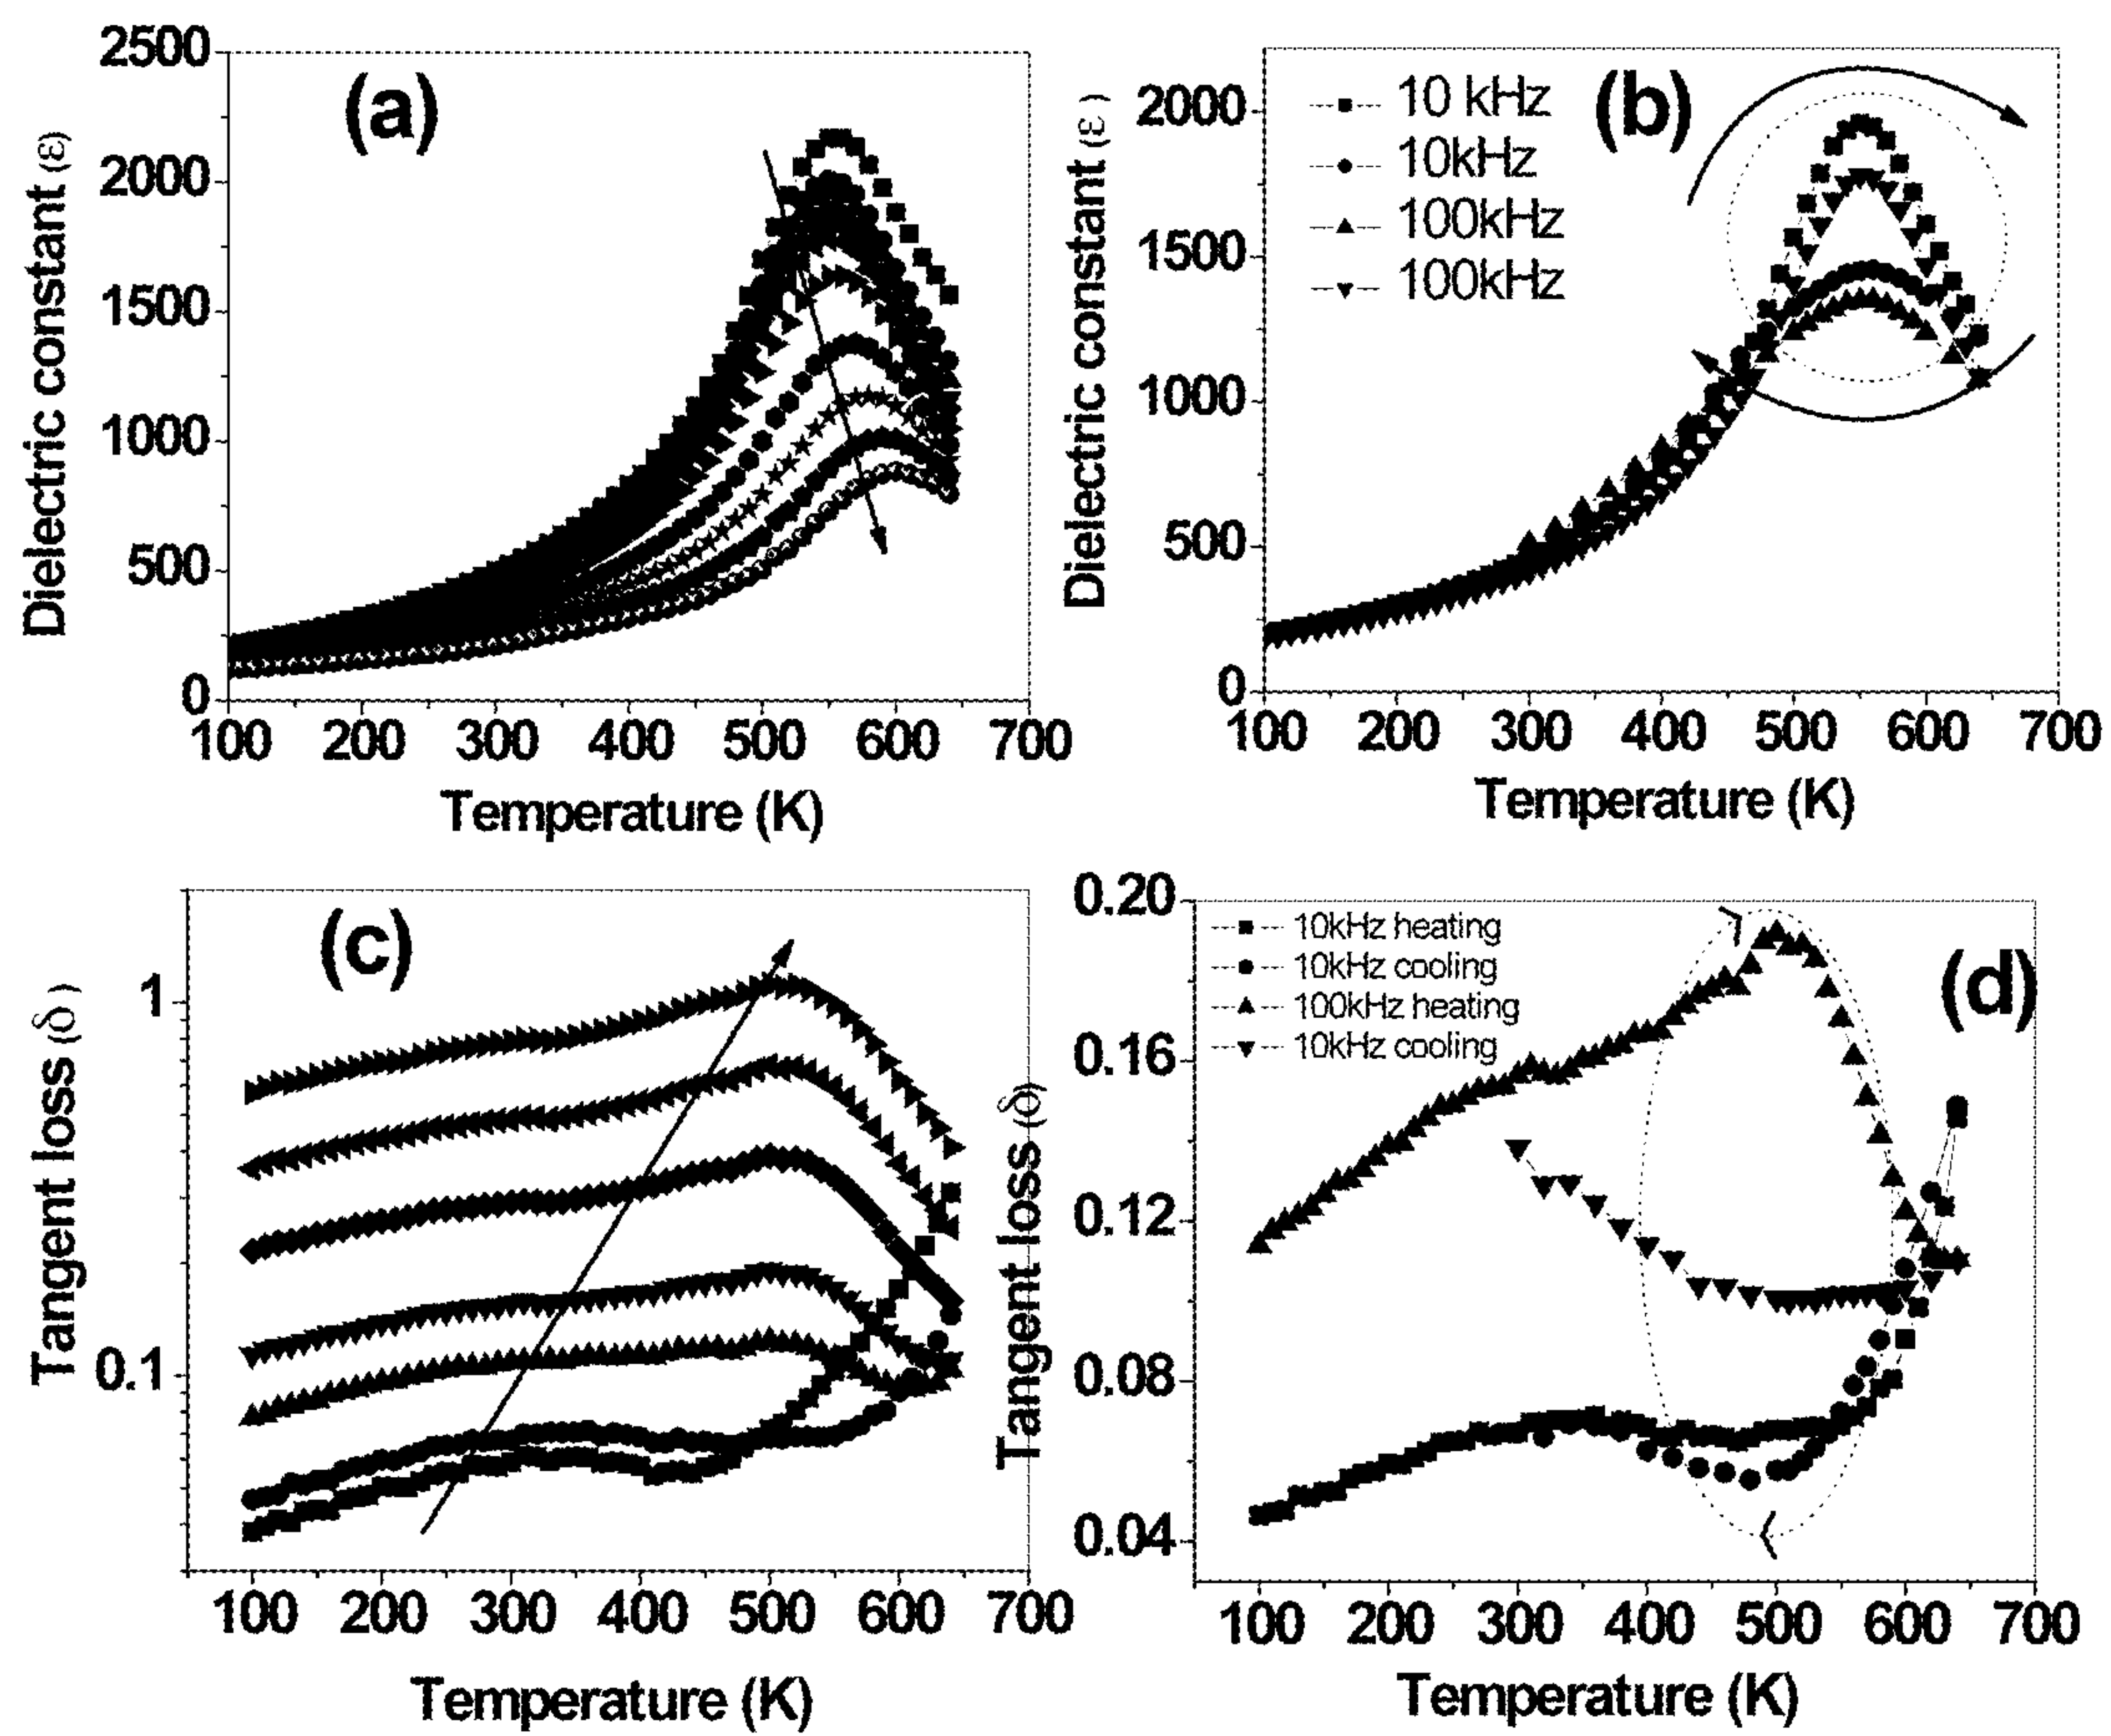 (a)
Dielectric constant (ε)
2500
2000
1500
1000
500
0
100 200 300 400 500 600 700
Temperature (K)
(b)
Dielectric constant (ε)
10 kHz
10kHz
100kHz
100kHz
2000
1500
1000
500
0
100 200 300 400 500 600 700
Temperature (K)
(c)
Tangent loss (δ)
1
0.1
100 200 300 400 500 600 700
Temperature (K)
(d)
Tangent loss (δ)
10kHz heating
10kHz cooling
100kHz heating
10kHz cooling
0.20
0.16
0.12
0.08
0.04
100 200 300 400 500 600 700
Temperature (K)